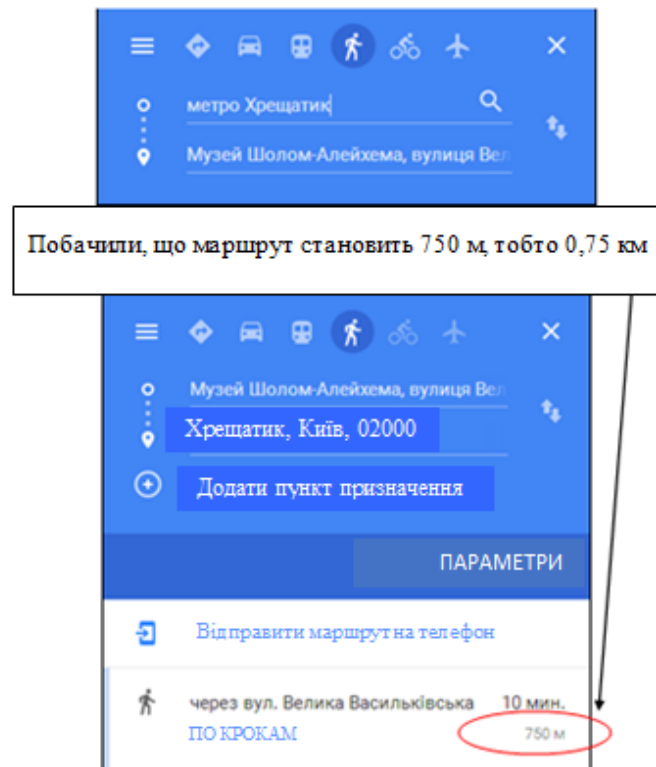 метро Хрещатик
Музей Шолом-Алейхема, вулиця Вел
Побачили, що маршрут становить 750 м, тобто 0,75 км
Музей Шолом-Алейхема, вулиця Вел
Хрещатик, Київ, 02000
Додати пункт призначення
ПАРАМЕТРИ
Відправити маршрут на телефон
через вул. Велика Васильківська 10 мин.
ПО КРОКАМ 750 м